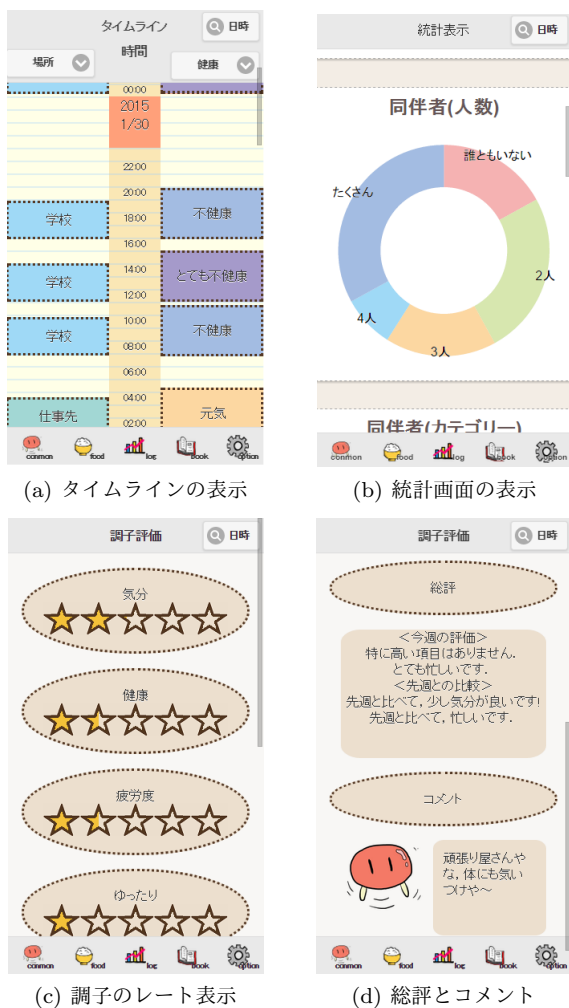 タイムライン
日時
場所
時間
健康
00:00
2015
1/30
22:00
20:00
学校
18:00
不健康
16:00
学校
14:00
とても不健康
12:00
学校
10:00
不健康
08:00
06:00
仕事先
04:00
元気
02:00
common
food
log
book
option
(a) タイムラインの表示
統計表示
日時
同伴者(人数)
誰ともいない
たくさん
2人
4人
3人
同伴者(カテゴリー)
common
food
log
book
option
(b) 統計画面の表示
調子評価
日時
気分
健康
疲労度
ゆったり
common
food
log
book
option
(c) 調子のレート表示
調子評価
日時
総評
<今週の評価>
特に高い項目はありません.
とても忙しいです.
<先週との比較>
先週と比べて,少し気分が良いです!
先週と比べて,忙しいです.
コメント
頑張り屋さんや
な,体にも気い
つけや～
common
food
log
book
option
(d) 総評とコメント